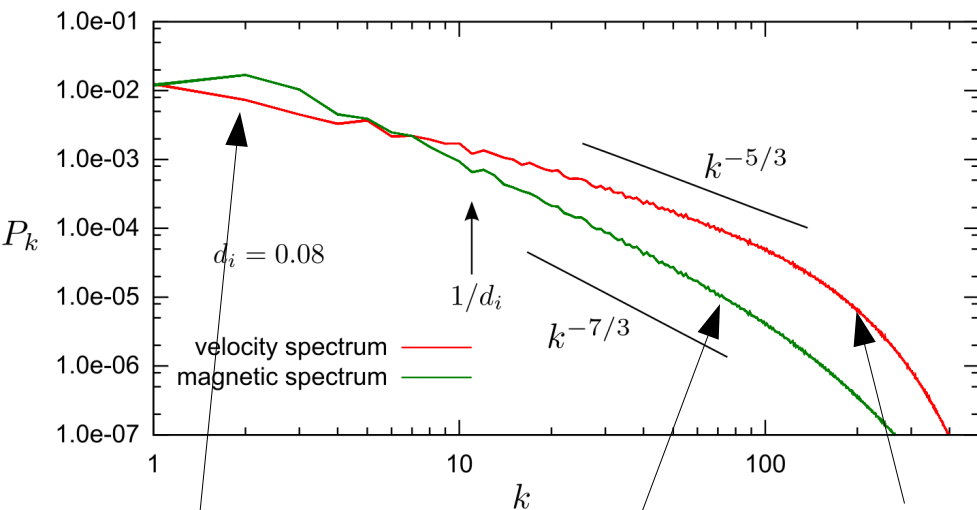 1.0e-01
1.0e-02
1.0e-03
1.0e-04
1.0e-05
1.0e-06
1.0e-07
P_k
k^{-5/3}
d_i = 0.08
1/d_i
k^{-7/3}
velocity spectrum
magnetic spectrum
1 10 100
k